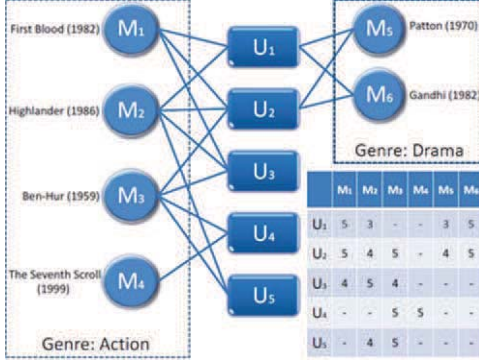 First Blood (1982)
M₁
Highlander (1986)
M₂
Ben-Hur (1959)
M₃
The Seventh Scroll
(1999)
M₄
Genre: Action
U₁
U₂
U₃
U₄
U₅
M₅
Patton (1970)
M₆
Gandhi (1982)
Genre: Drama
M₁ M₂ M₃ M₄ M₅ M₆
U₁ 5 3 - - 3 5
U₂ 5 4 5 - 4 5
U₃ 4 5 4 - - -
U₄ - - 5 5 - -
U₅ - 4 5 - - -